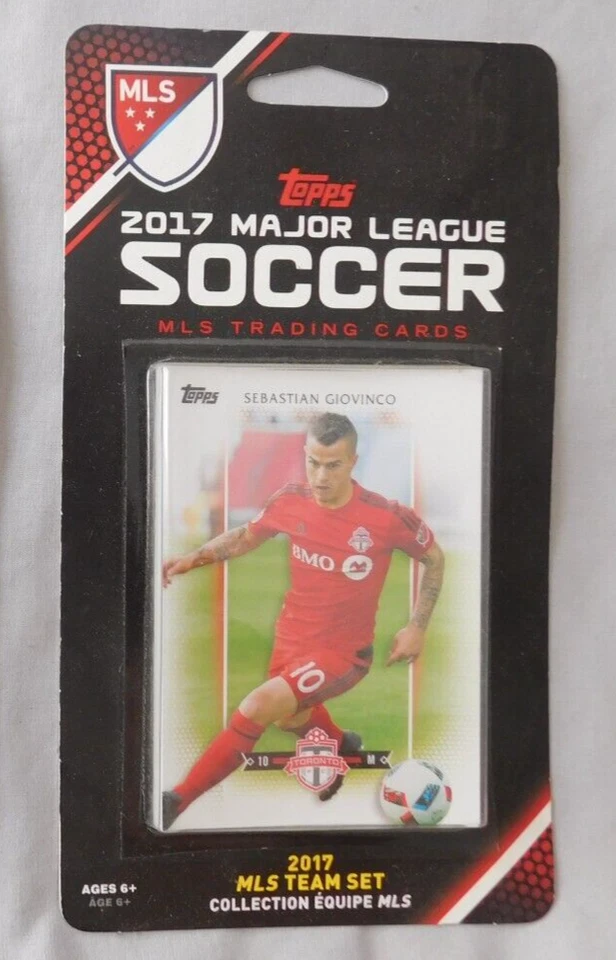 MLS
Topps
2017 MAJOR LEAGUE
SOCCER
MLS TRADING CARDS
Topps SEBASTIAN GIOVINCO
BMO
10
10 TORONTO M
2017
MLS TEAM SET
COLLECTION ÉQUIPE MLS
AGES 6+
ÂGE 6+